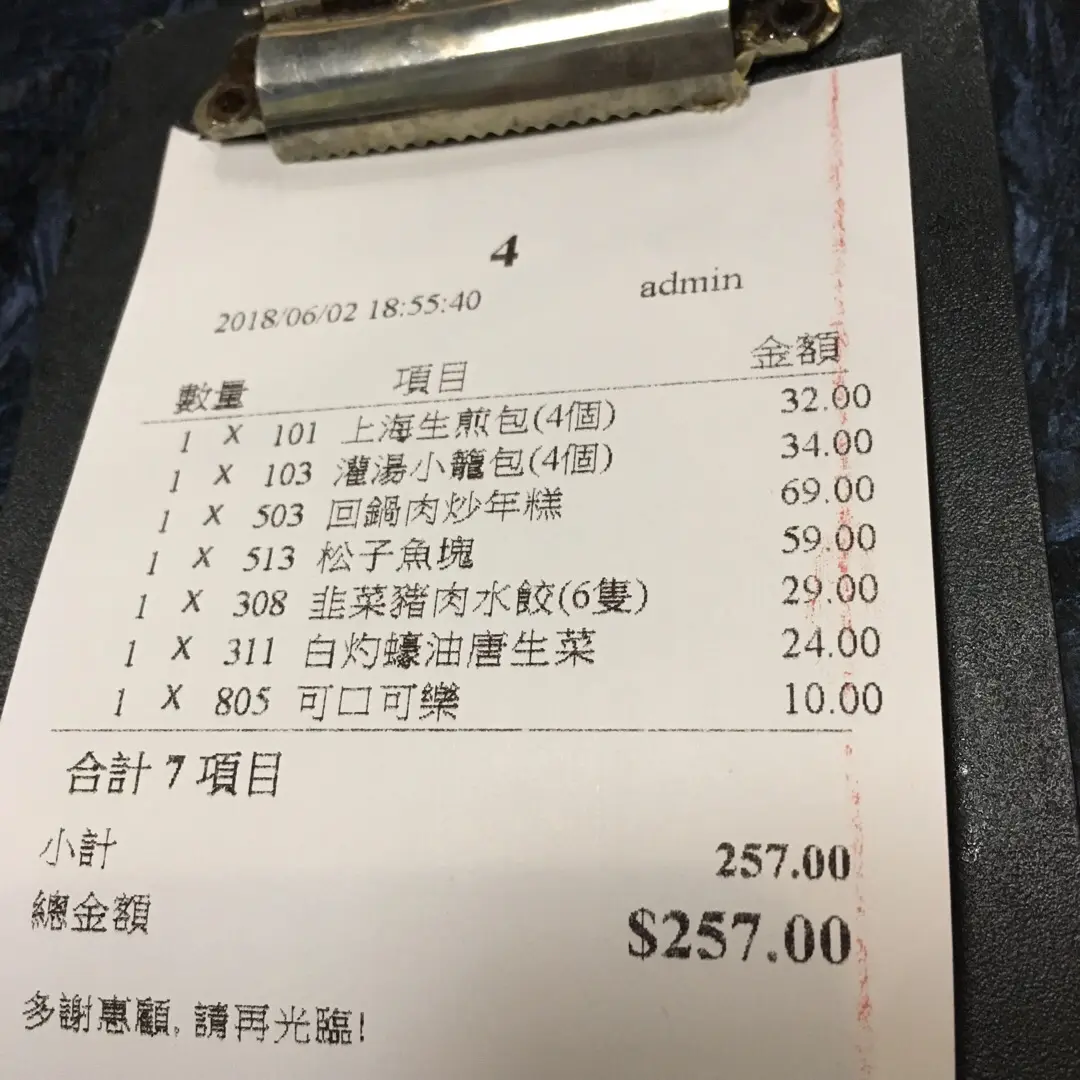 4
2018/06/02 18:55:40 admin
數量 項目 金額
1 X 101 上海生煎包(4個) 32.00
1 X 103 灌湯小籠包(4個) 34.00
1 X 503 回鍋肉炒年糕 69.00
1 X 513 松子魚塊 59.00
1 X 308 韭菜豬肉水餃(6隻) 29.00
1 X 311 白灼蠔油唐生菜 24.00
1 X 805 可口可樂 10.00
合計 7 項目
小計 257.00
總金額 $257.00
多謝惠顧, 請再光臨!